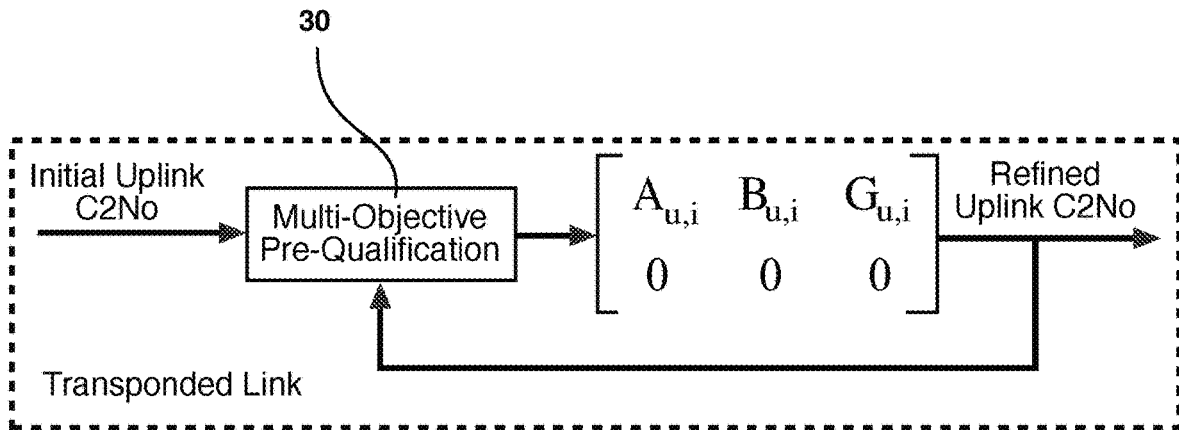 30
Initial Uplink
C2No
Multi-Objective
Pre-Qualification
A_{u,i} B_{u,i} G_{u,i}
0 0 0
Refined
Uplink C2No
Transponded Link